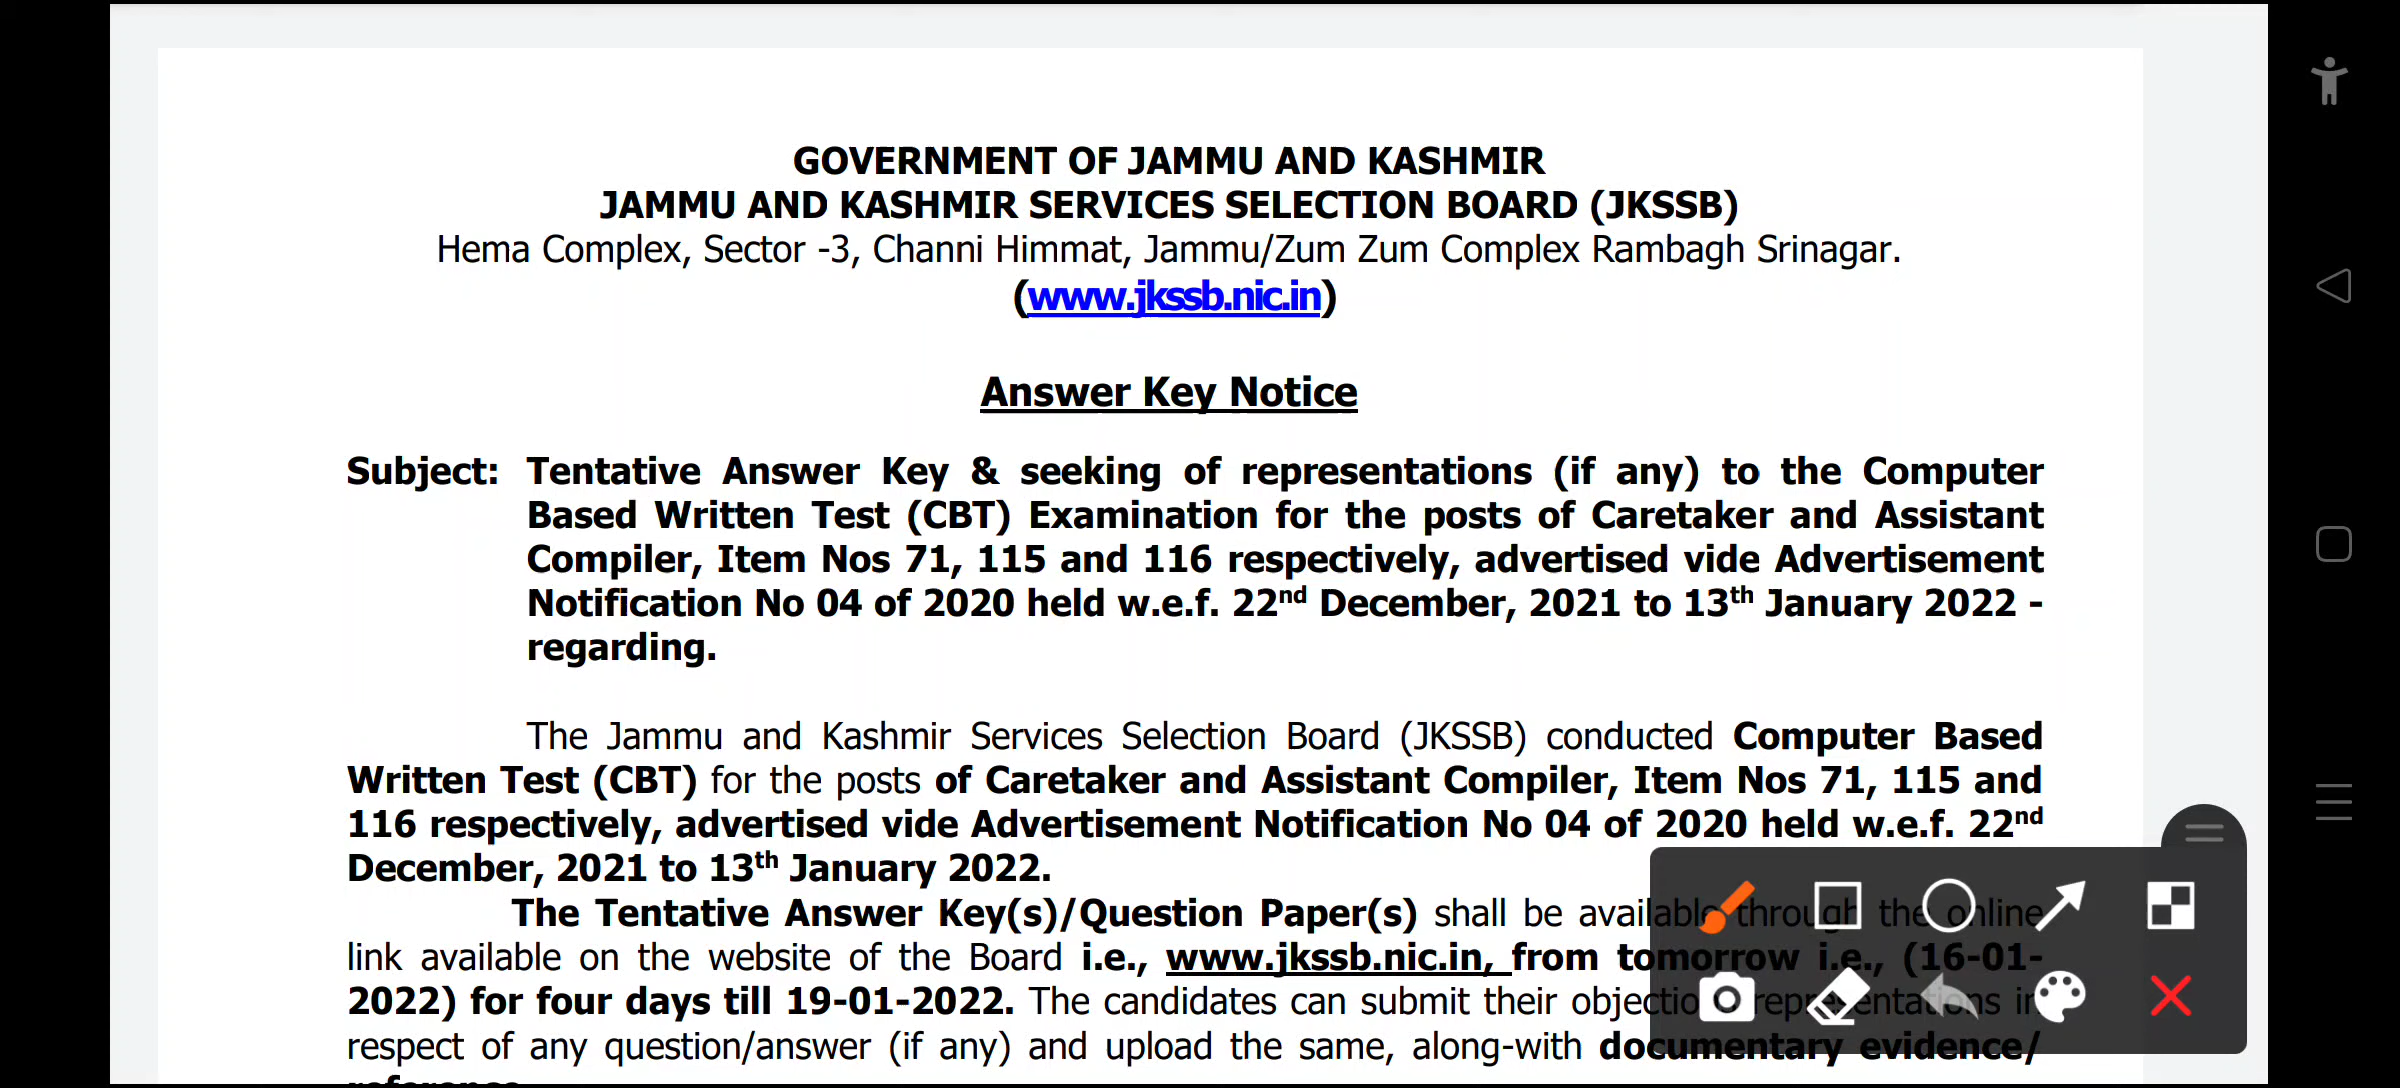 GOVERNMENT OF JAMMU AND KASHMIR
JAMMU AND KASHMIR SERVICES SELECTION BOARD (JKSSB)
Hema Complex, Sector -3, Channi Himmat, Jammu/Zum Zum Complex Rambagh Srinagar.
(www.jkssb.nic.in)
Answer Key Notice
Subject: Tentative Answer Key & seeking of representations (if any) to the Computer
Based Written Test (CBT) Examination for the posts of Caretaker and Assistant
Compiler, Item Nos 71, 115 and 116 respectively, advertised vide Advertisement
Notification No 04 of 2020 held w.e.f. 22nd December, 2021 to 13th January 2022 -
regarding.
The Jammu and Kashmir Services Selection Board (JKSSB) conducted Computer Based
Written Test (CBT) for the posts of Caretaker and Assistant Compiler, Item Nos 71, 115 and
116 respectively, advertised vide Advertisement Notification No 04 of 2020 held w.e.f. 22nd
December, 2021 to 13th January 2022.
The Tentative Answer Key(s)/Question Paper(s) shall be available through the online
link available on the website of the Board i.e., www.jkssb.nic.in, from tomorrow i.e., (16-01-
2022) for four days till 19-01-2022. The candidates can submit their in
respect of any question/answer (if any) and upload the same, along-with documentary evidence/